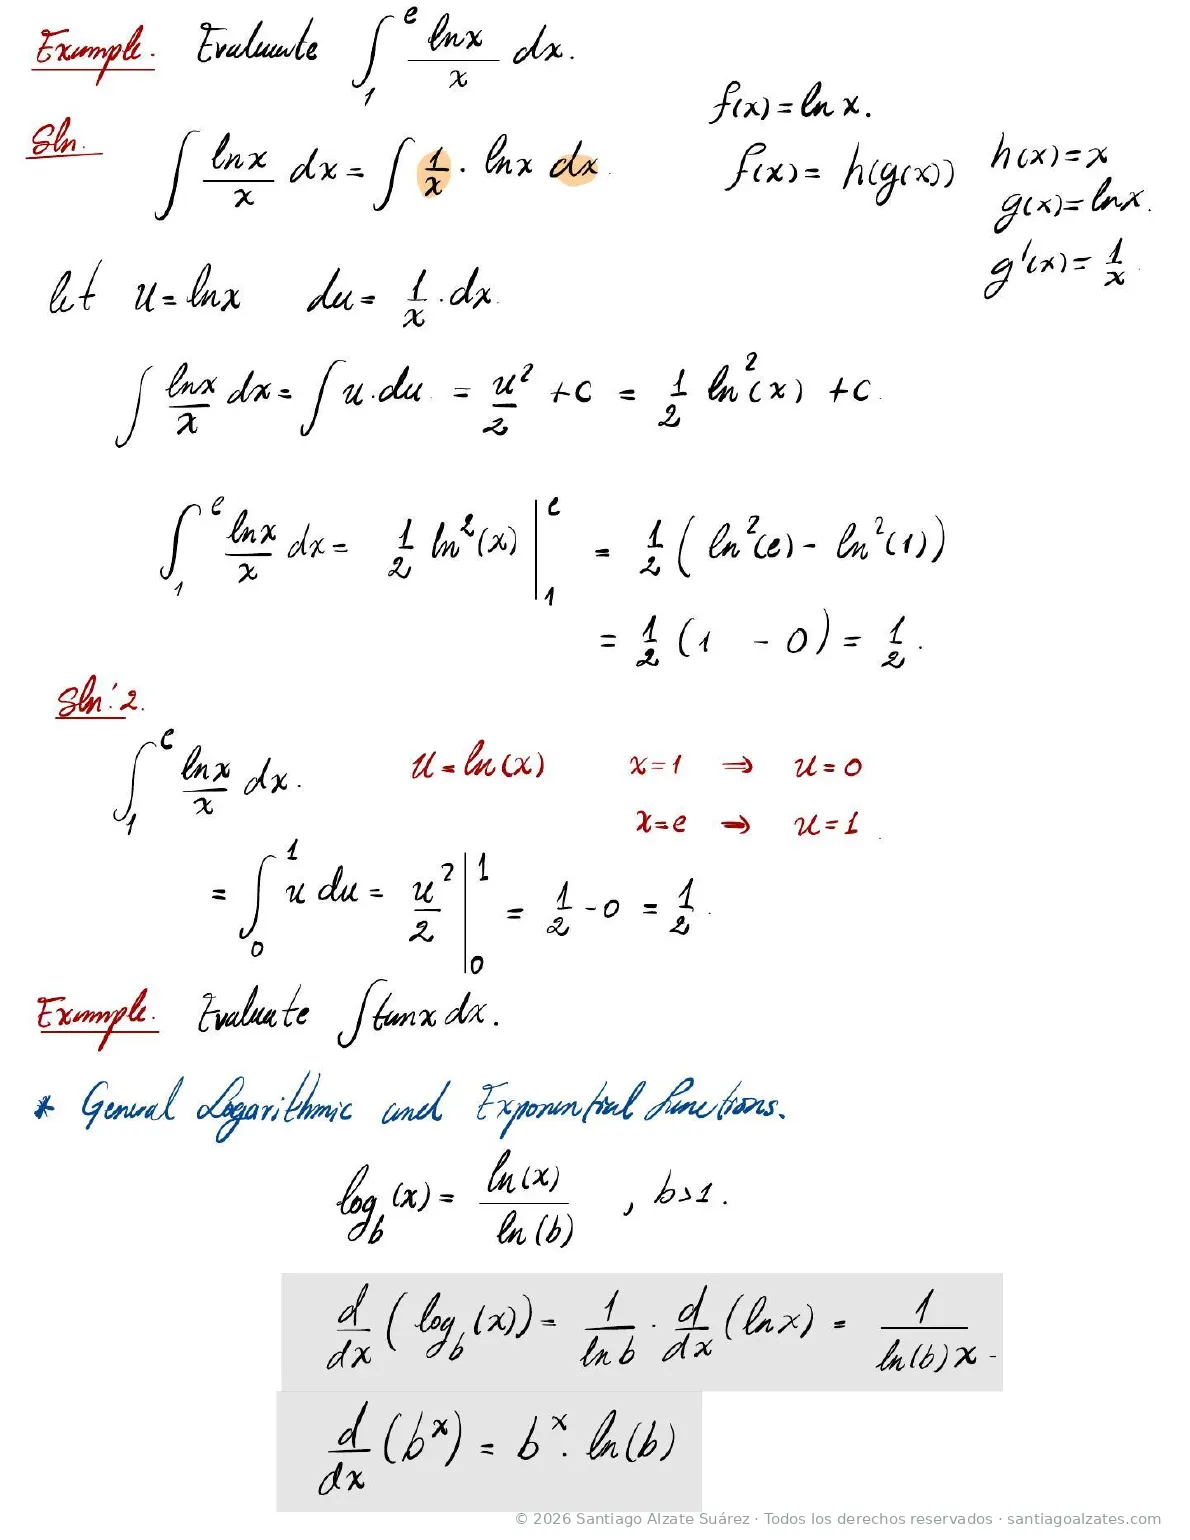 Example. Evaluate ∫₁ᵉ lnx/x dx.
f(x) = ln x.
Sln. ∫ lnx/x dx = ∫ 1/x · lnx dx.
f(x) = h(g(x))
h(x) = x
g(x) = lnx.
g'(x) = 1/x.
let u = lnx du = 1/x · dx.
∫ lnx/x dx = ∫ u · du = u²/2 + C = 1/2 ln²(x) + C.
∫₁ᵉ lnx/x dx = 1/2 ln²(x) |₁ᵉ = 1/2 ( ln²(e) - ln²(1))
= 1/2 (1 - 0) = 1/2.
Sln: 2.
∫₁ᵉ lnx/x dx. u = ln(x) x=1 ⇒ u=0
x=e ⇒ u=1
= ∫₀¹ u du = u²/2 |₀¹ = 1/2 - 0 = 1/2.
Example. Evaluate ∫ tanx dx.
* General Logarithmic and Exponential functions.
log_b (x) = ln(x)/ln(b) , b>1.
d/dx ( log_b (x)) = 1/ln b · d/dx (lnx) = 1/ln(b)x.
d/dx (bˣ) = bˣ · ln(b)
© 2026 Santiago Alzate Suárez · Todos los derechos reservados · santiagoalzates.com